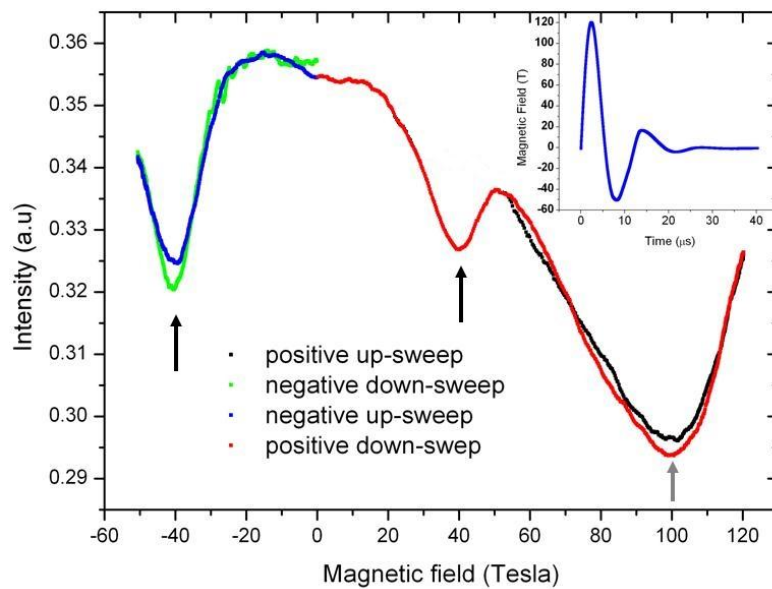 0.36
0.35
0.34
0.33
0.32
0.31
0.30
0.29
Intensity (a.u)
-60 -40 -20 0 20 40 60 80 100 120
Magnetic field (Tesla)
positive up-sweep
negative down-sweep
negative up-sweep
positive down-swep
120
100
80
60
40
20
0
-20
-40
-60
Magnetic Field (T)
0 10 20 30 40
Time (μs)